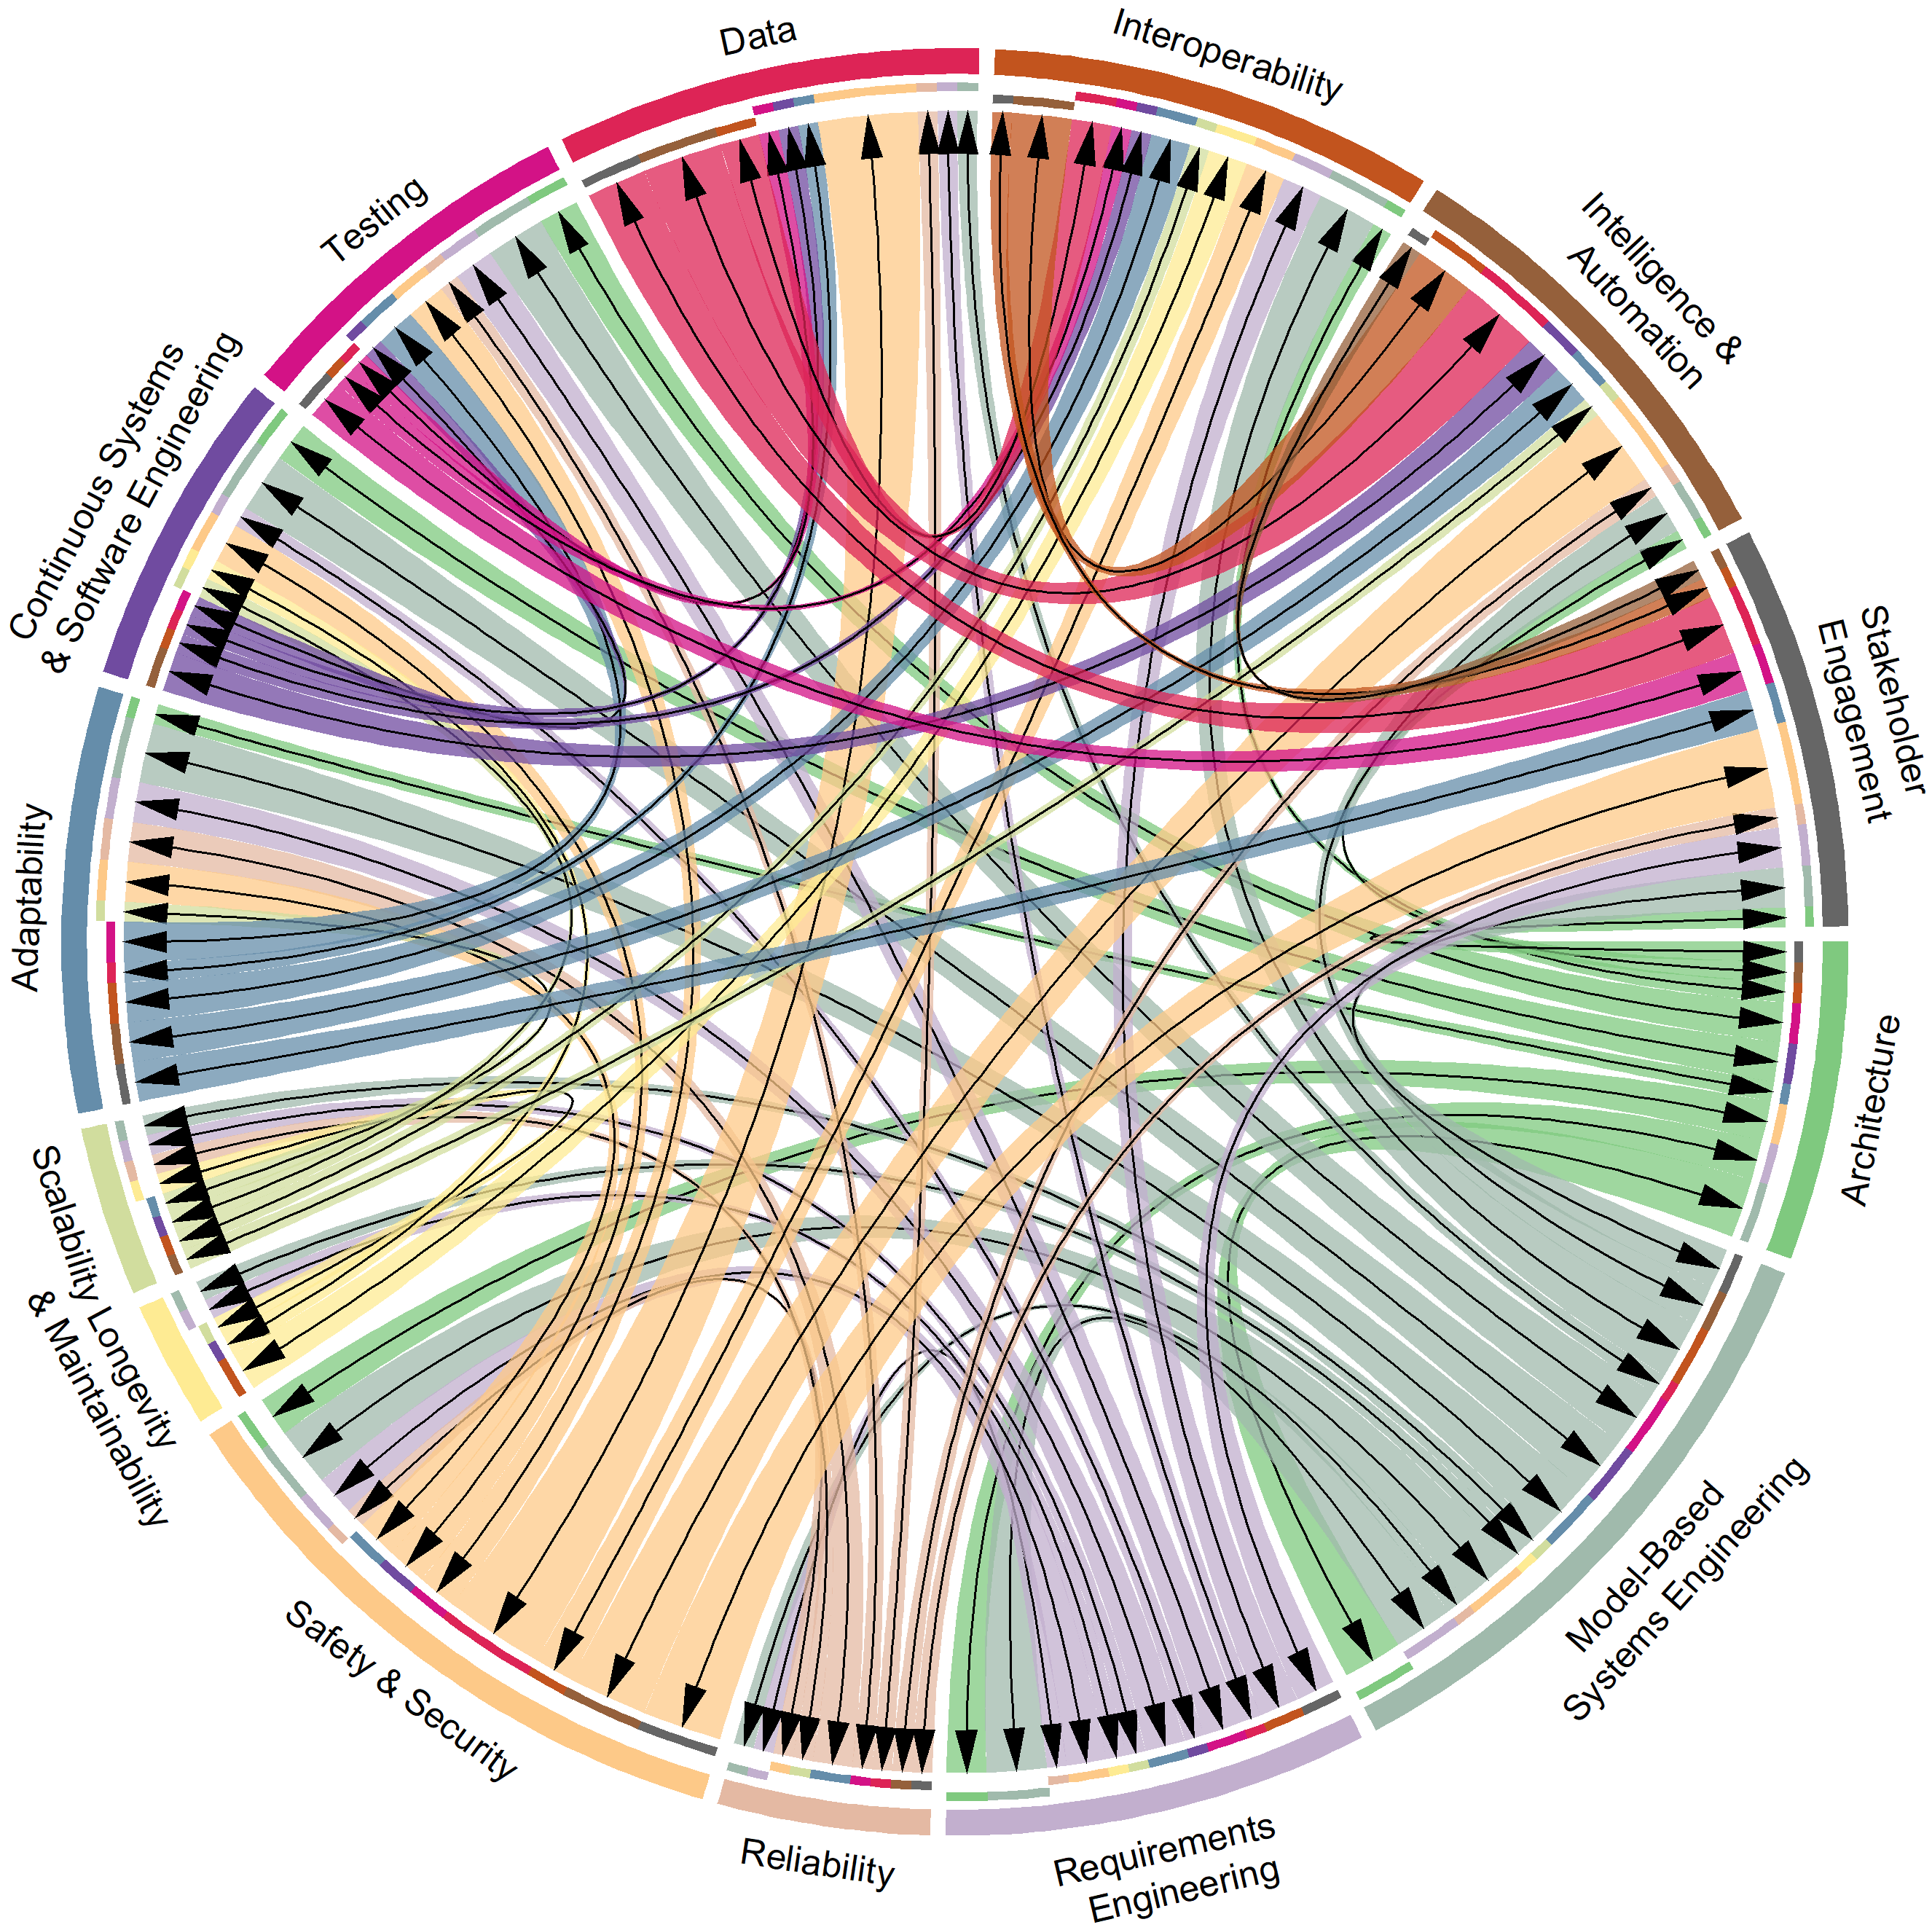 Data
Interoperability
Intelligence &
Automation
Stakeholder
Engagement
Architecture
Model-Based
Systems Engineering
Requirements
Engineering
Reliability
Safety & Security
Scalability Longevity
& Maintainability
Adaptability
Continuous Systems
& Software Engineering
Testing